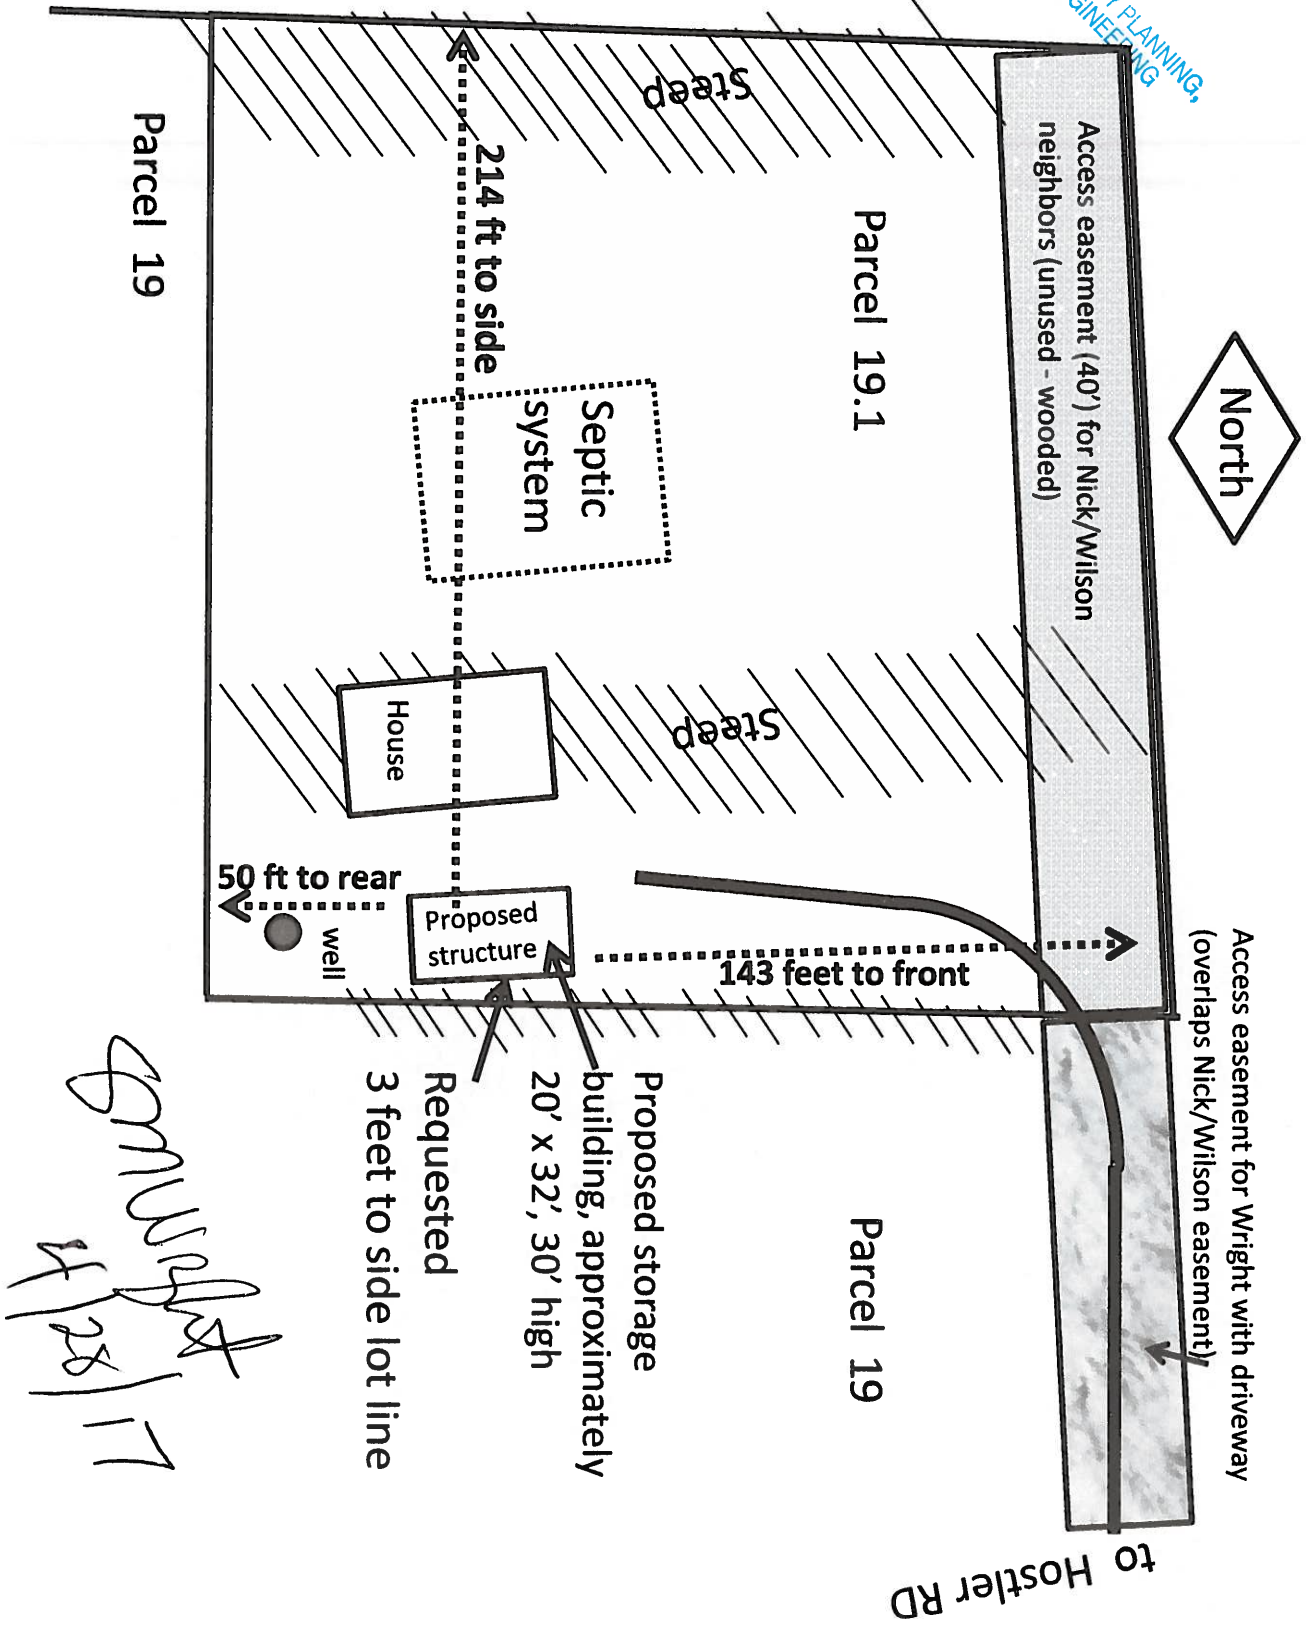 Y PLANNING,
GINEERING
North
Access easement (40') for Nick/Wilson
neighbors (unused - wooded)
Access easement for Wright with driveway
(overlaps Nick/Wilson easement)
to Hostler RD
Parcel 19.1
Parcel 19
Steep
Steep
143 feet to front
Septic
system
214 ft to side
House
Proposed
structure
Proposed storage
building, approximately
20' x 32', 30' high
Requested
3 feet to side lot line
50 ft to rear
well
Parcel 19
4/28/17